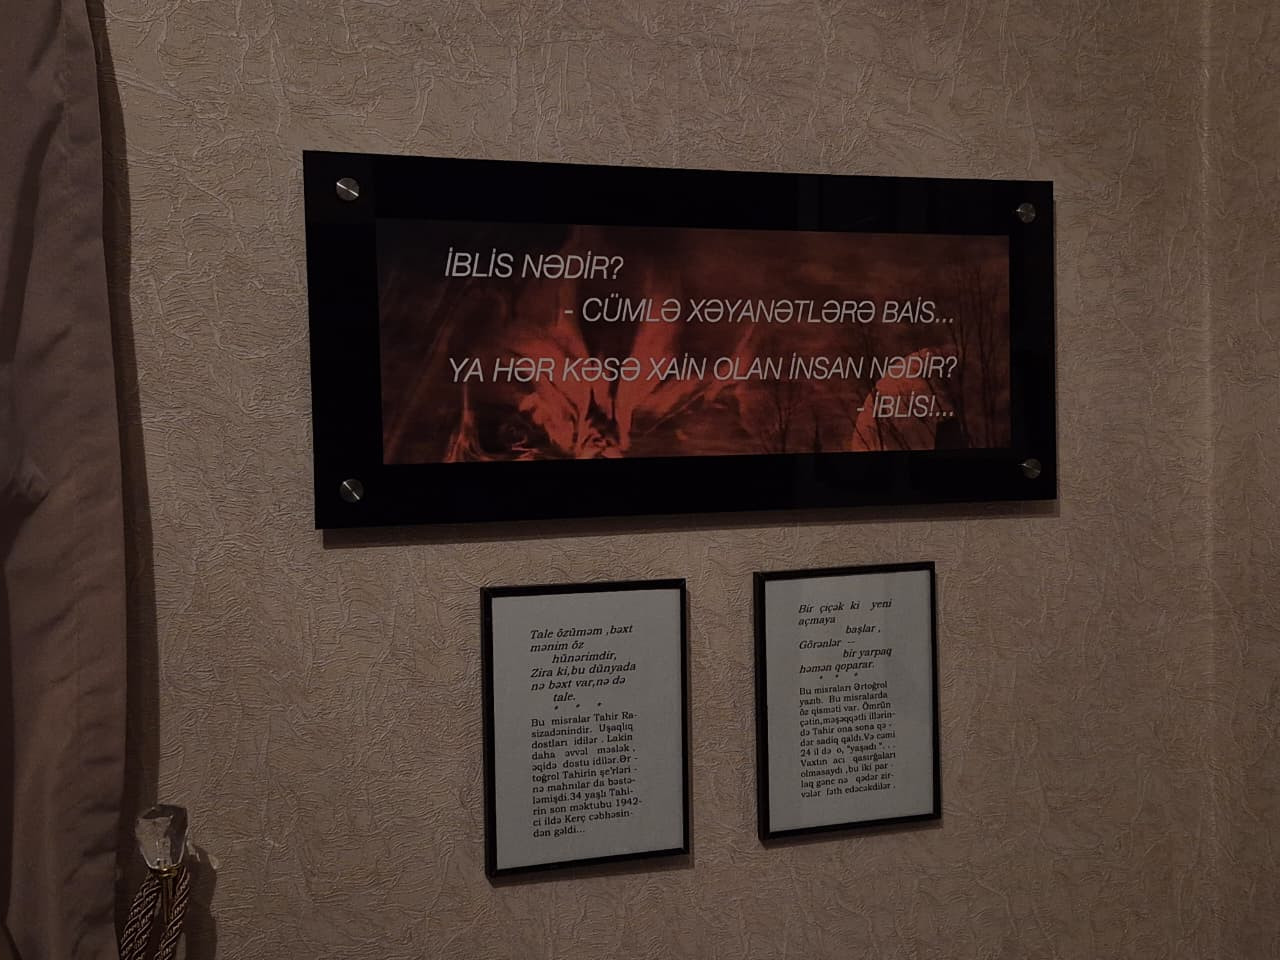 İBLİS NƏDİR?
- CÜMLƏ XƏYANƏTLƏRƏ BAİS...
YA HƏR KƏSƏ XAİN OLAN İNSAN NƏDİR?
- İBLİS!...
Tale özüməm ,bəxt
mənim öz
hünərimdir,
Zira ki,bu dünyada
nə bəxt var,nə də
tale.
* * *
Bu misralar Tahir Ra-
sizadənindir. Uşaqlıq
dostları idilər . Lakin
daha əvvəl məslək ,
əqidə dostu idilər.Ər -
toğrol Tahirin şe'rləri -
nə mahnılar da bəstə-
ləmişdi.34 yaşlı Tahi-
rin son məktubu 1942-
ci ildə Kerç cəbhəsin-
dən gəldi...
Bir çiçək ki yeni
açmaya
başlar ,
Görənlər --
bir yarpaq
həmən qoparar.
* * *
Bu misraları Ərtoğrol
yazıb. Bu misralarda
öz qisməti var. Ömrün
çətin,məşəqqətli illərin-
də Tahir ona sona qə -
dər sadiq qaldı.Və cəmi
24 il də o, "yaşadı" . . .
Vaxtın acı qasırğaları
olmasaydı ,bu iki par -
laq gənc nə qədər zir-
vələr fəth edəcəkdilər .